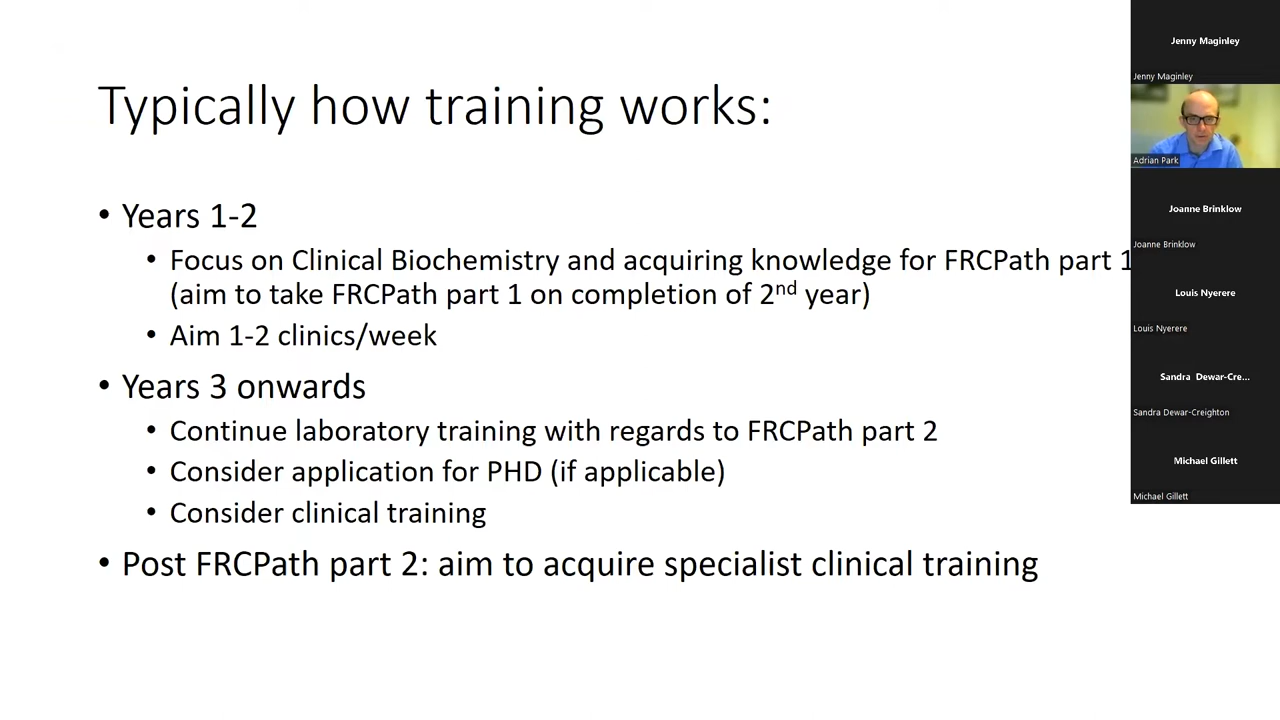 Typically how training works:
• Years 1-2
• Focus on Clinical Biochemistry and acquiring knowledge for FRCPath part 1
(aim to take FRCPath part 1 on completion of 2nd year)
• Aim 1-2 clinics/week
• Years 3 onwards
• Continue laboratory training with regards to FRCPath part 2
• Consider application for PHD (if applicable)
• Consider clinical training
• Post FRCPath part 2: aim to acquire specialist clinical training
Jenny Maginley
Jenny Maginley
Adrian Park
Joanne Brinklow
Joanne Brinklow
Louis Nyerere
Louis Nyerere
Sandra Dewar-Cre...
Sandra Dewar-Creighton
Michael Gillett
Michael Gillett